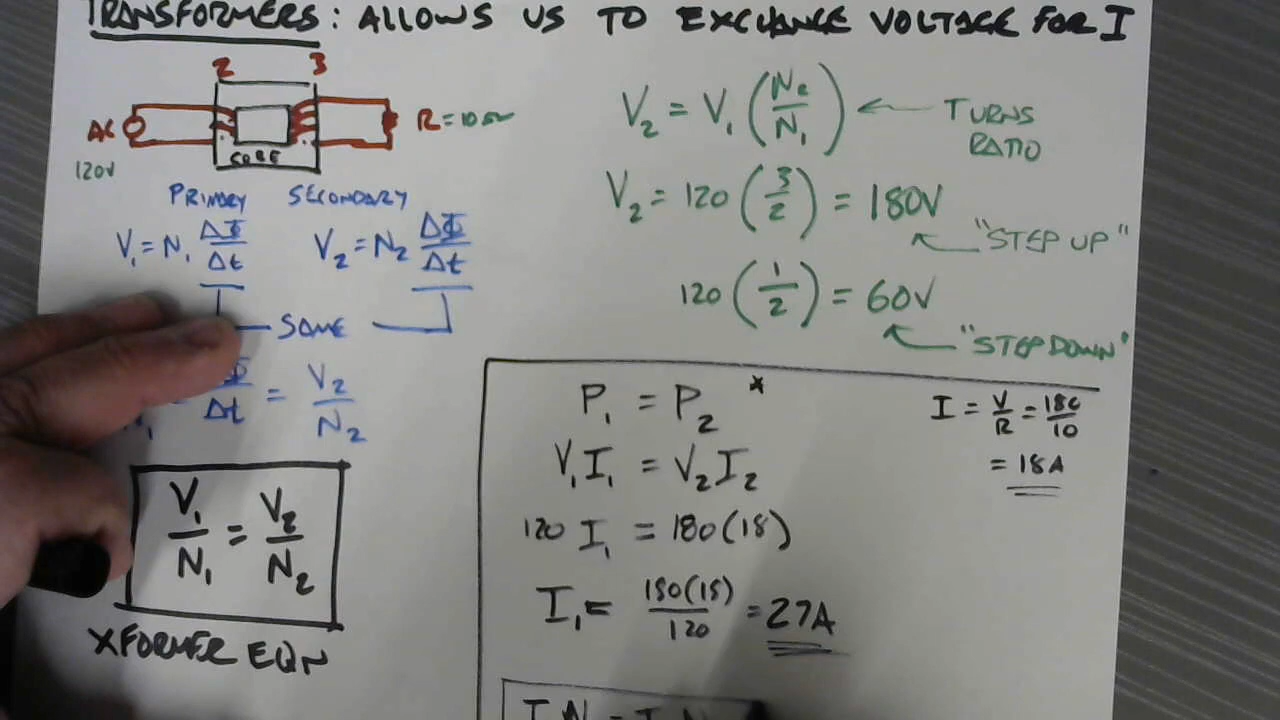 TRANSFORMERS: ALLOWS US TO EXCHANGE VOLTAGE FOR I
2 3
AC
120V
CORE
R = 10Ω
PRIMARY SECONDARY
V₁ = N₁ ΔΦ/Δt V₂ = N₂ ΔΦ/Δt
SAME
Δt = V₂/N₂
V₁/N₁ = V₂/N₂
XFORMER EQN
V₂ = V₁ (N₂/N₁) ← TURNS RATIO
V₂ = 120 (3/2) = 180V
"STEP UP"
120 (1/2) = 60V
"STEP DOWN"
P₁ = P₂ *
V₁I₁ = V₂I₂
120 I₁ = 180(18)
I₁ = 180(18)/120 = 27A
I = V/R = 180/10
= 18A